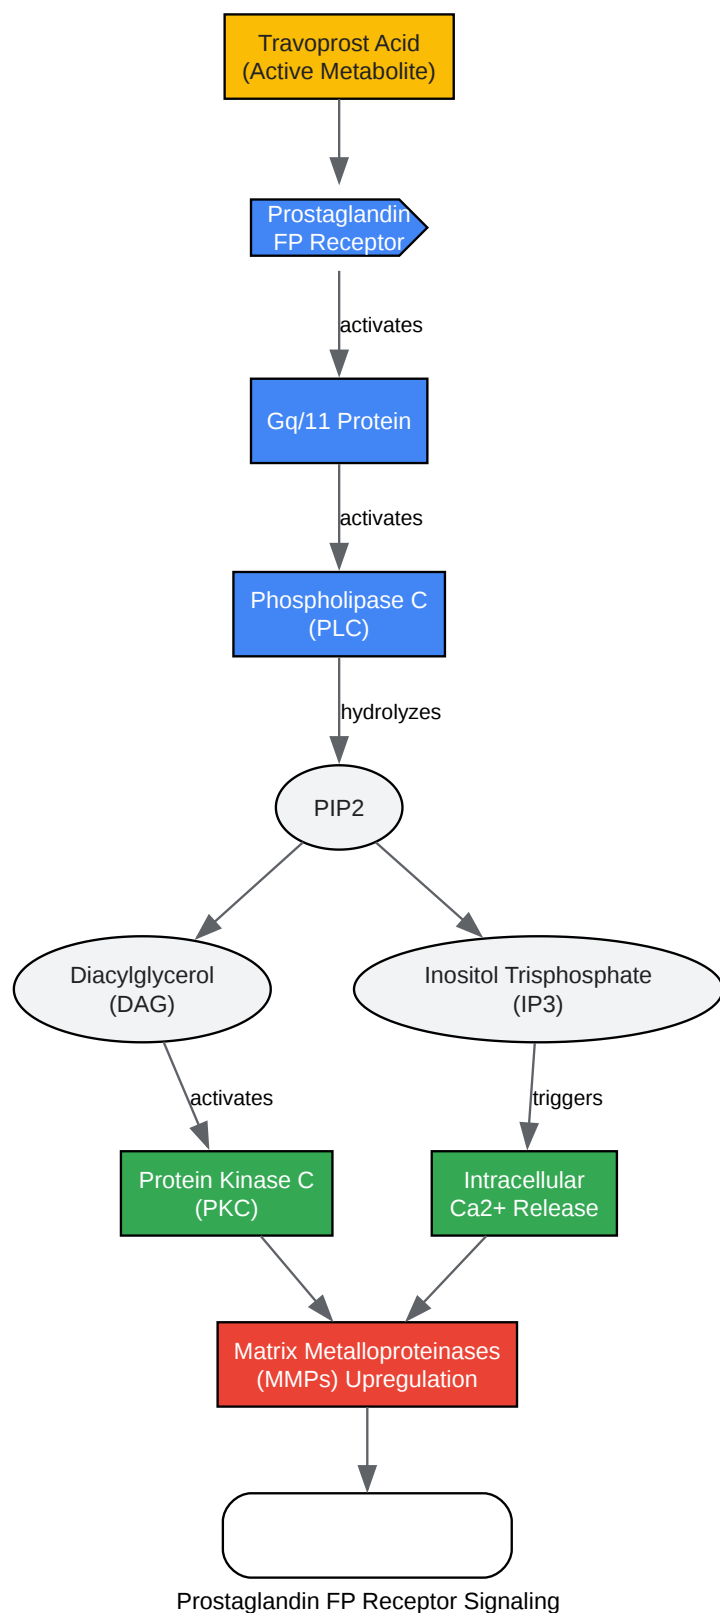 Travoprost Acid
(Active Metabolite)
Prostaglandin
FP Receptor
activates
Gq/11 Protein
activates
Phospholipase C
(PLC)
hydrolyzes
PIP2
Diacylglycerol
(DAG)
Inositol Trisphosphate
(IP3)
activates
triggers
Protein Kinase C
(PKC)
Intracellular
Ca2+ Release
Matrix Metalloproteinases
(MMPs) Upregulation
Prostaglandin FP Receptor Signaling